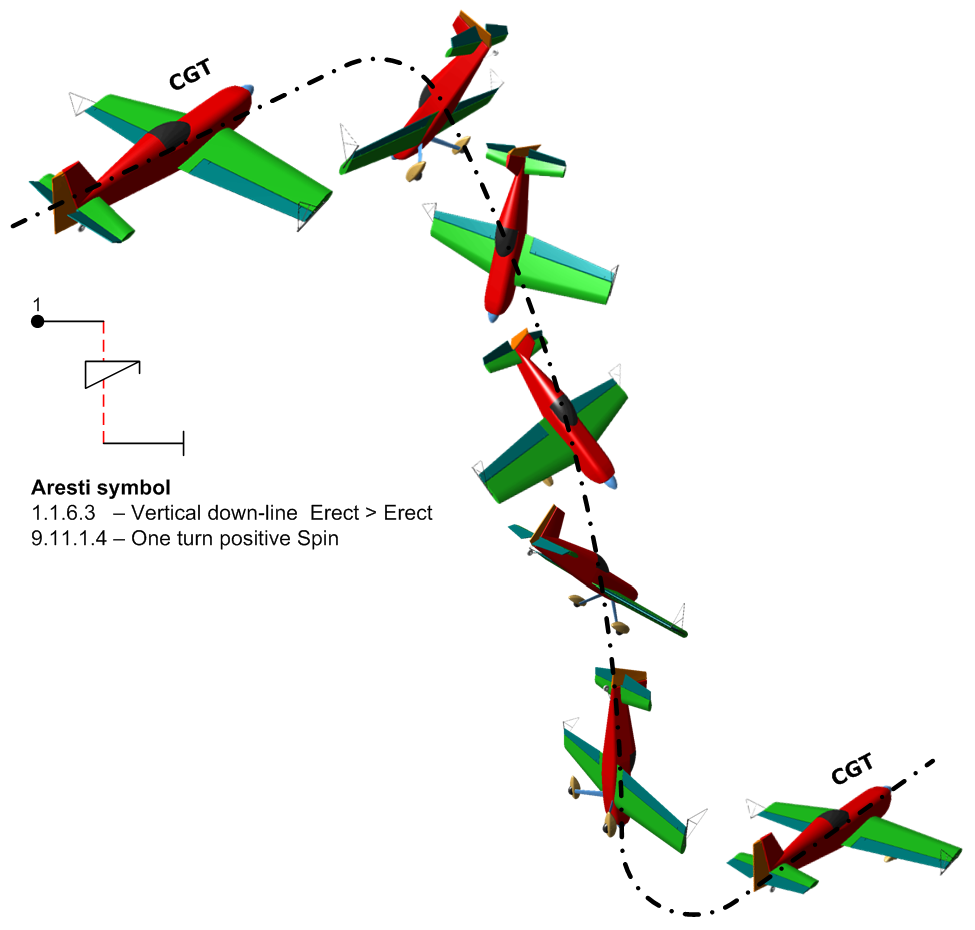 CGT
1
Aresti symbol
1.1.6.3 – Vertical down-line Erect > Erect
9.11.1.4 – One turn positive Spin
CGT